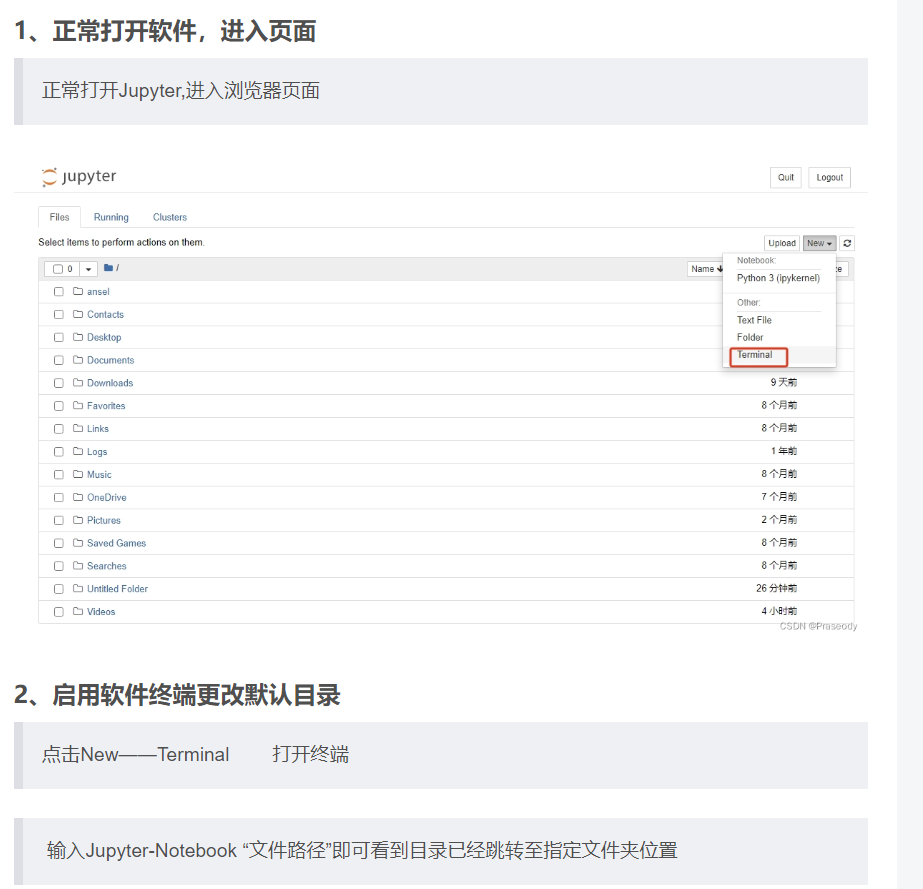 1、正常打开软件，进入页面
正常打开Jupyter,进入浏览器页面
jupyter
Quit Logout
Files Running Clusters
Select items to perform actions on them.
Upload New
0 / Name
Notebook:
Python 3 (ipykernel)
Other:
Text File
Folder
Terminal
ansel
Contacts
Desktop
Documents
Downloads 9 天前
Favorites 8 个月前
Links 8 个月前
Logs 1 年前
Music 8 个月前
OneDrive 7 个月前
Pictures 2 个月前
Saved Games 8 个月前
Searches 8 个月前
Untitled Folder 26 分钟前
Videos 4 小时前
CSDN @Praseody
2、启用软件终端更改默认目录
点击New——Terminal 打开终端
输入Jupyter-Notebook “文件路径”即可看到目录已经跳转至指定文件夹位置